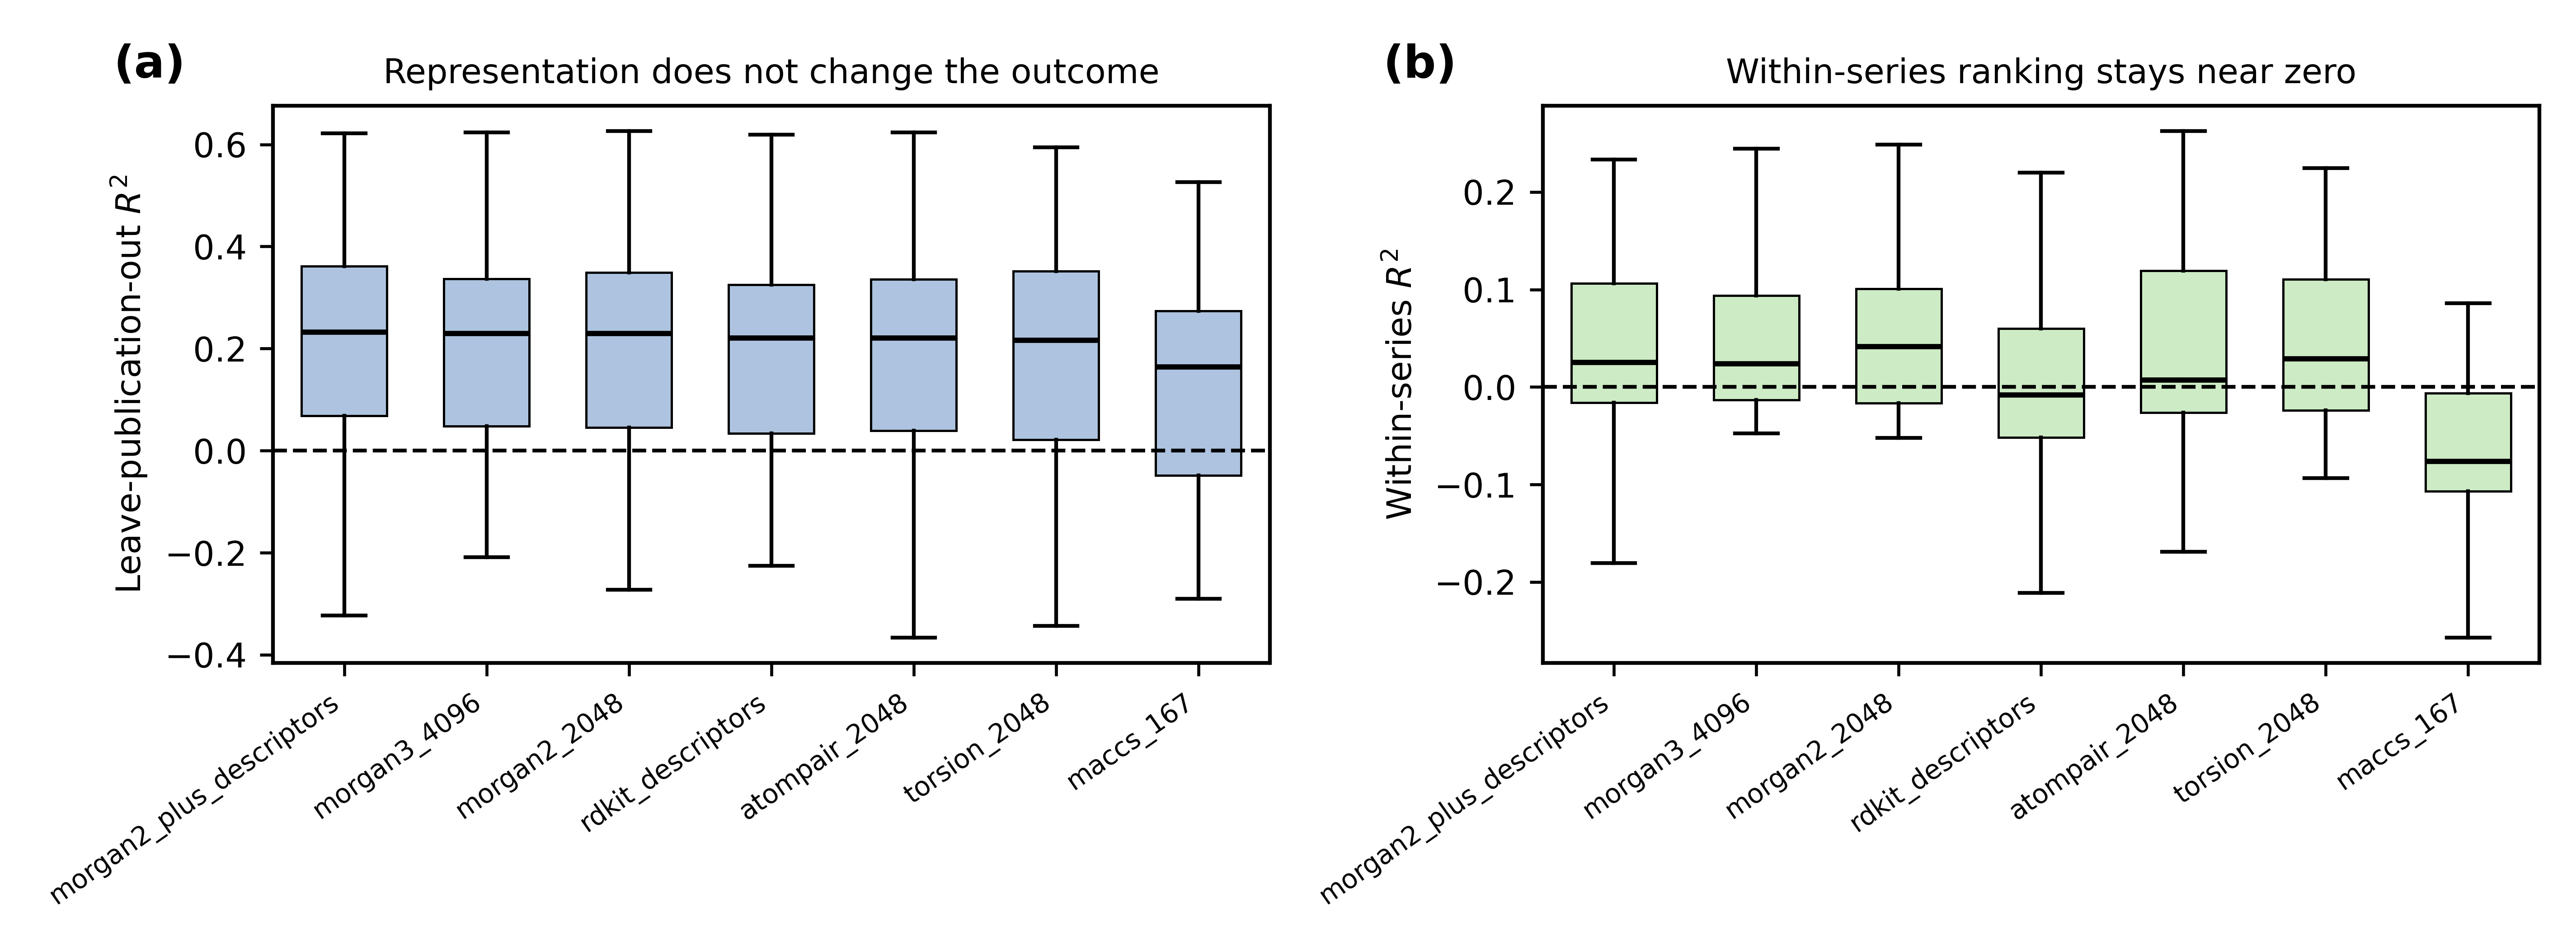 (a)
Representation does not change the outcome
Leave-publication-out R²
0.6
0.4
0.2
0.0
−0.2
−0.4
morgan2_plus_descriptors
morgan3_4096
morgan2_2048
rdkit_descriptors
atompair_2048
torsion_2048
maccs_167
(b)
Within-series ranking stays near zero
Within-series R²
0.2
0.1
0.0
−0.1
−0.2
morgan2_plus_descriptors
morgan3_4096
morgan2_2048
rdkit_descriptors
atompair_2048
torsion_2048
maccs_167